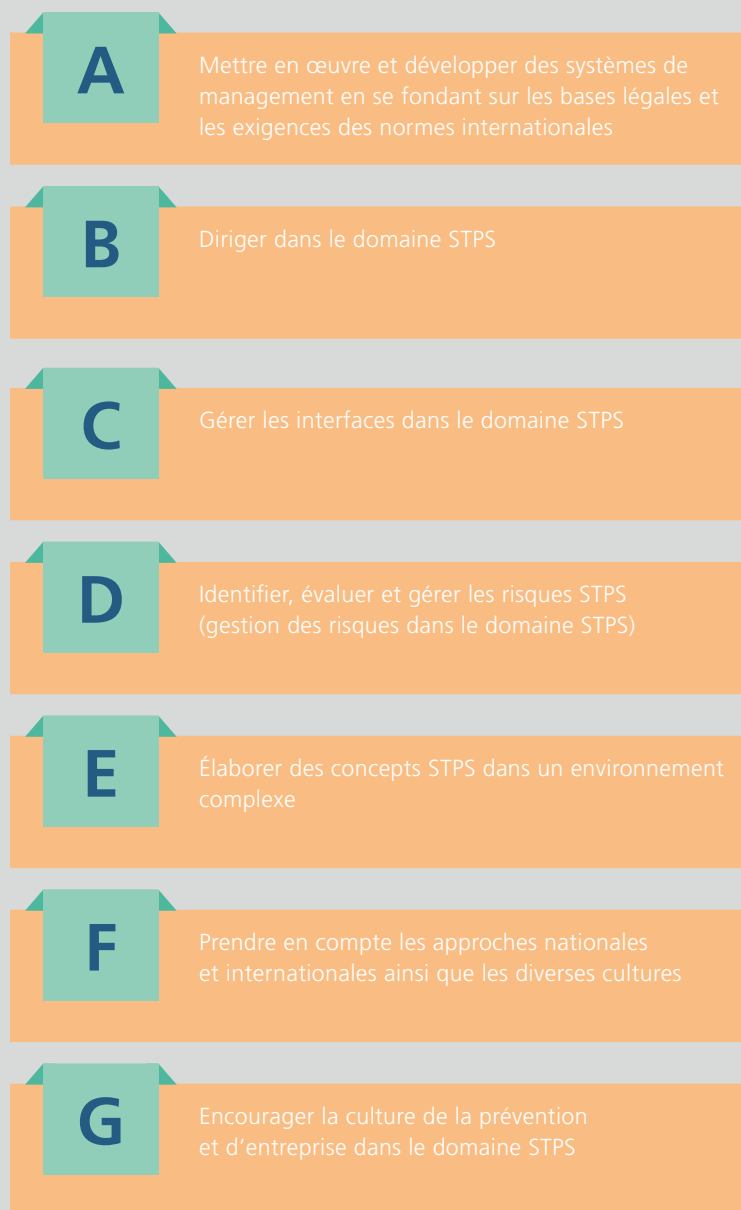 A
Mettre en œuvre et développer des systèmes de
management en se fondant sur les bases légales et
les exigences des normes internationales
B
Diriger dans le domaine STPS
C
Gérer les interfaces dans le domaine STPS
D
Identifier, évaluer et gérer les risques STPS
(gestion des risques dans le domaine STPS)
E
Élaborer des concepts STPS dans un environnement
complexe
F
Prendre en compte les approches nationales
et internationales ainsi que les diverses cultures
G
Encourager la culture de la prévention
et d’entreprise dans le domaine STPS